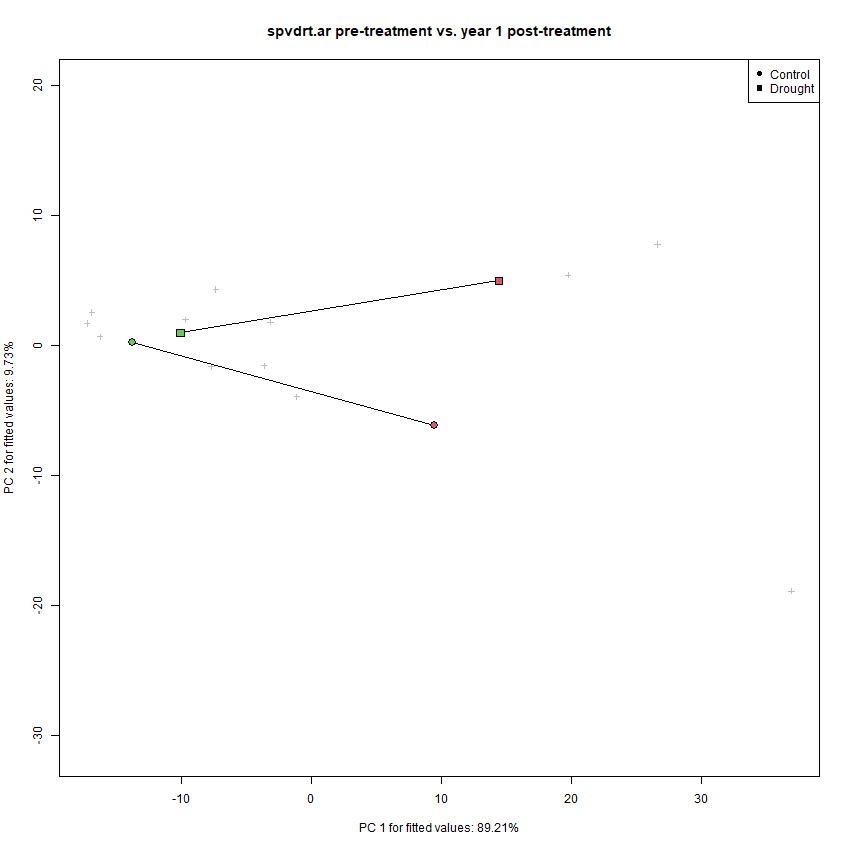 spvdrt.ar pre-treatment vs. year 1 post-treatment
Control
Drought
20
10
0
-10
-20
-30
PC 2 for fitted values: 9.73%
-10
0
10
20
30
PC 1 for fitted values: 89.21%